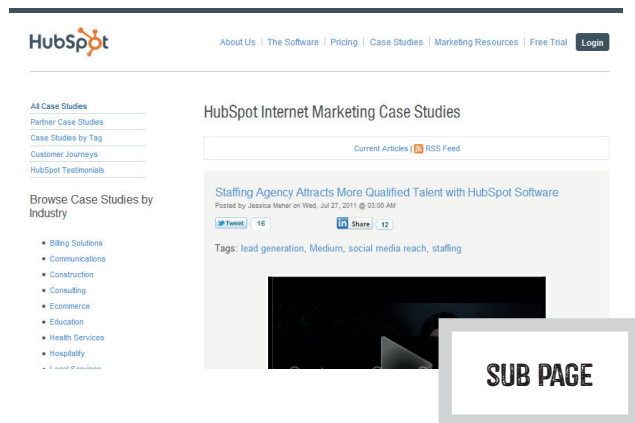 HubSpot
About Us | The Software | Pricing | Case Studies | Marketing Resources | Free Trial Login
All Case Studies
Partner Case Studies
Case Studies by Tag
Customer Journeys
HubSpot Testimonials
Browse Case Studies by
Industry
• Billing Solutions
• Communications
• Construction
• Consulting
• Ecommerce
• Education
• Health Services
• Hospitality
• Legal Services
HubSpot Internet Marketing Case Studies
Current Articles | RSS Feed
Staffing Agency Attracts More Qualified Talent with HubSpot Software
Posted by Jessica Meher on Wed, Jul 27, 2011 @ 03:00 AM
Tweet 16 in Share 12
Tags: lead generation, Medium, social media reach, staffing
SUB PAGE